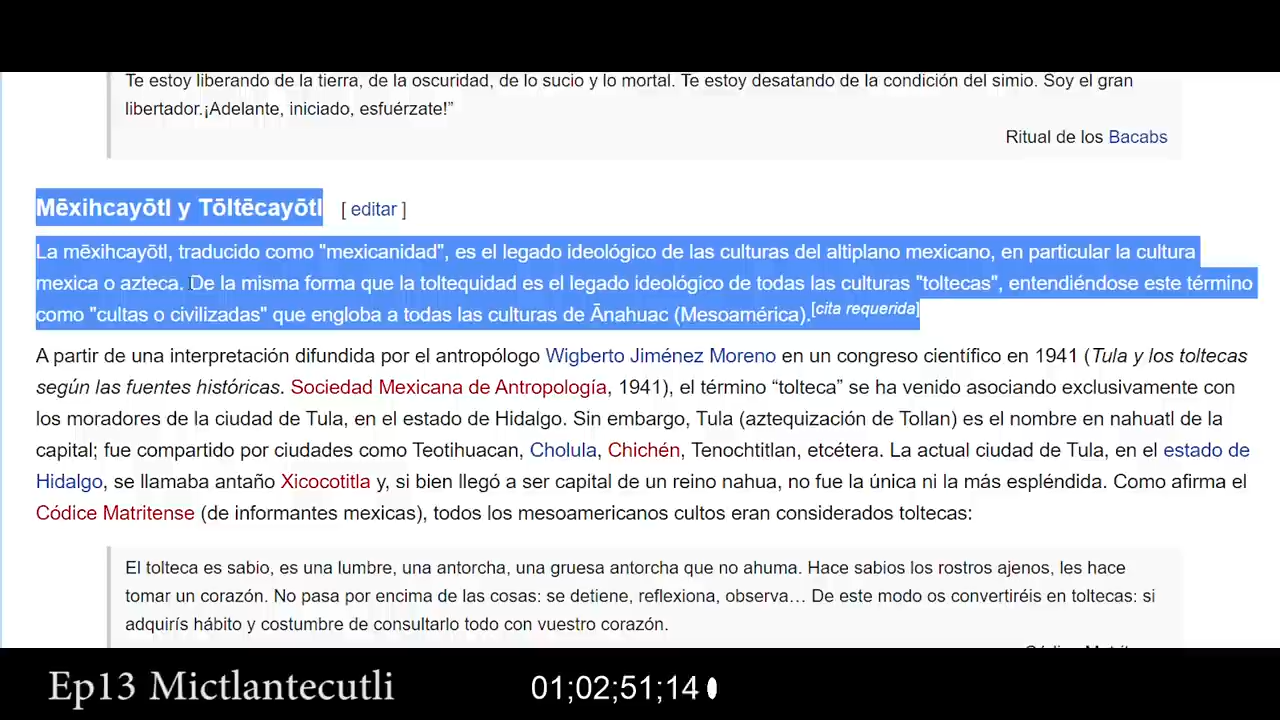 Te estoy liberando de la tierra, de la oscuridad, de lo sucio y lo mortal. Te estoy desatando de la condición del simio. Soy el gran
libertador.¡Adelante, iniciado, esfuérzate!”
Ritual de los Bacabs
Mēxihcayōtl y Tōltēcayōtl [ editar ]
La mēxihcayōtl, traducido como "mexicanidad", es el legado ideológico de las culturas del altiplano mexicano, en particular la cultura
mexica o azteca. De la misma forma que la toltequidad es el legado ideológico de todas las culturas "toltecas", entendiéndose este término
como "cultas o civilizadas" que engloba a todas las culturas de Ānahuac (Mesoamérica).[cita requerida]
A partir de una interpretación difundida por el antropólogo Wigberto Jiménez Moreno en un congreso científico en 1941 (Tula y los toltecas
según las fuentes históricas. Sociedad Mexicana de Antropología, 1941), el término “tolteca” se ha venido asociando exclusivamente con
los moradores de la ciudad de Tula, en el estado de Hidalgo. Sin embargo, Tula (aztequización de Tollan) es el nombre en nahuatl de la
capital; fue compartido por ciudades como Teotihuacan, Cholula, Chichén, Tenochtitlan, etcétera. La actual ciudad de Tula, en el estado de
Hidalgo, se llamaba antaño Xicocotitla y, si bien llegó a ser capital de un reino nahua, no fue la única ni la más espléndida. Como afirma el
Códice Matritense (de informantes mexicas), todos los mesoamericanos cultos eran considerados toltecas:
El tolteca es sabio, es una lumbre, una antorcha, una gruesa antorcha que no ahuma. Hace sabios los rostros ajenos, les hace
tomar un corazón. No pasa por encima de las cosas: se detiene, reflexiona, observa… De este modo os convertiréis en toltecas: si
adquirís hábito y costumbre de consultarlo todo con vuestro corazón.
Ep13 Mictlantecutli
01;02;51;14